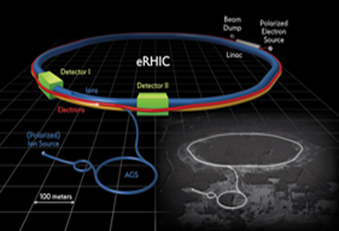 Beam
Dump
Polarized
Electron
Source
Linac
eRHIC
Detector I
Ions
Detector II
Electrons
(Polarized)
Ion Source
AGS
100 meters